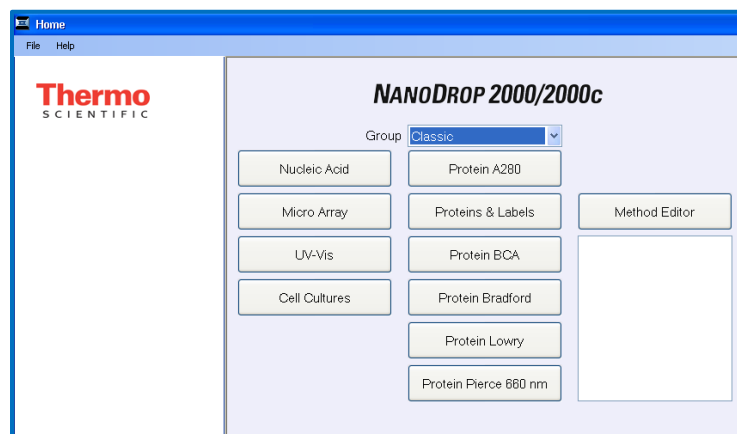 Home
File Help
Thermo
SCIENTIFIC
NANODROP 2000/2000c
Group Classic
Nucleic Acid Protein A280
Micro Array Proteins & Labels Method Editor
UV-Vis Protein BCA
Cell Cultures Protein Bradford
Protein Lowry
Protein Pierce 660 nm